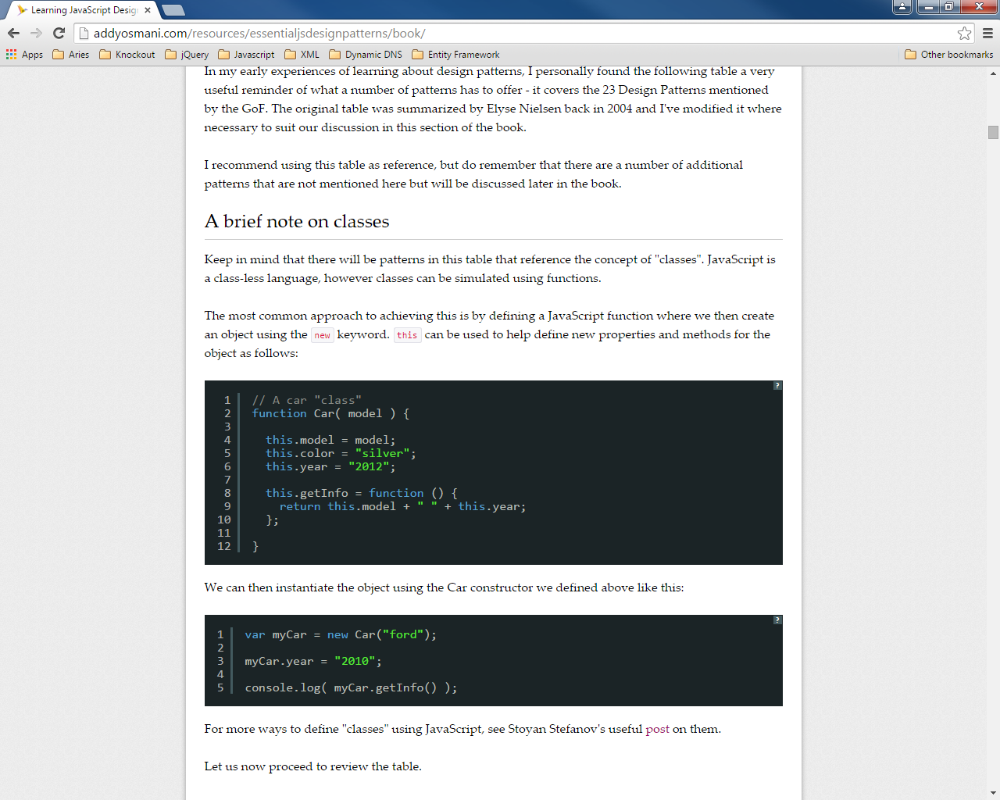 Learning JavaScript Desig
addyosmani.com/resources/essentialjsdesignpatterns/book/
Apps Aries Knockout jQuery Javascript XML Dynamic DNS Entity Framework Other bookmarks
In my early experiences of learning about design patterns, I personally found the following table a very
useful reminder of what a number of patterns has to offer - it covers the 23 Design Patterns mentioned
by the GoF. The original table was summarized by Elyse Nielsen back in 2004 and I've modified it where
necessary to suit our discussion in this section of the book.
I recommend using this table as reference, but do remember that there are a number of additional
patterns that are not mentioned here but will be discussed later in the book.
A brief note on classes
Keep in mind that there will be patterns in this table that reference the concept of "classes". JavaScript is
a class-less language, however classes can be simulated using functions.
The most common approach to achieving this is by defining a JavaScript function where we then create
an object using the new keyword. this can be used to help define new properties and methods for the
object as follows:
?
1 // A car "class"
2 function Car( model ) {
3
4 this.model = model;
5 this.color = "silver";
6 this.year = "2012";
7
8 this.getInfo = function () {
9 return this.model + " " + this.year;
10 };
11
12 }
We can then instantiate the object using the Car constructor we defined above like this:
?
1 var myCar = new Car("ford");
2
3 myCar.year = "2010";
4
5 console.log( myCar.getInfo() );
For more ways to define "classes" using JavaScript, see Stoyan Stefanov's useful post on them.
Let us now proceed to review the table.